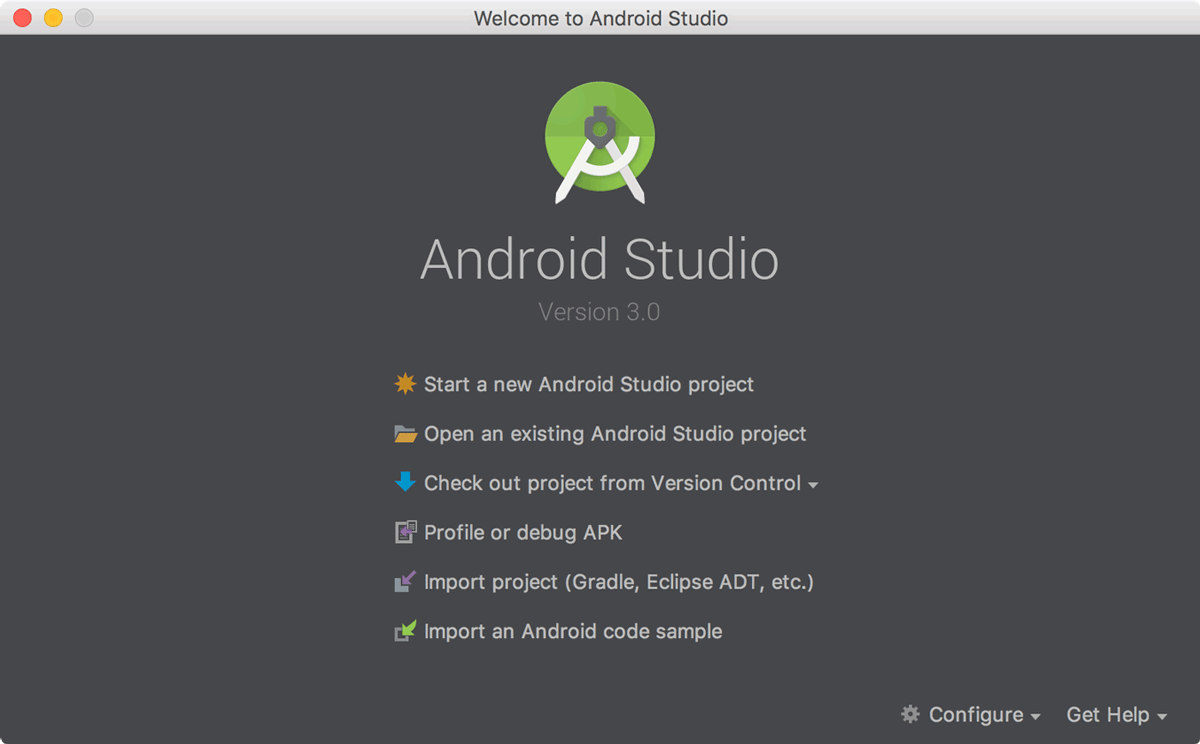 Welcome to Android Studio
Android Studio
Version 3.0
Start a new Android Studio project
Open an existing Android Studio project
Check out project from Version Control
Profile or debug APK
Import project (Gradle, Eclipse ADT, etc.)
Import an Android code sample
Configure Get Help